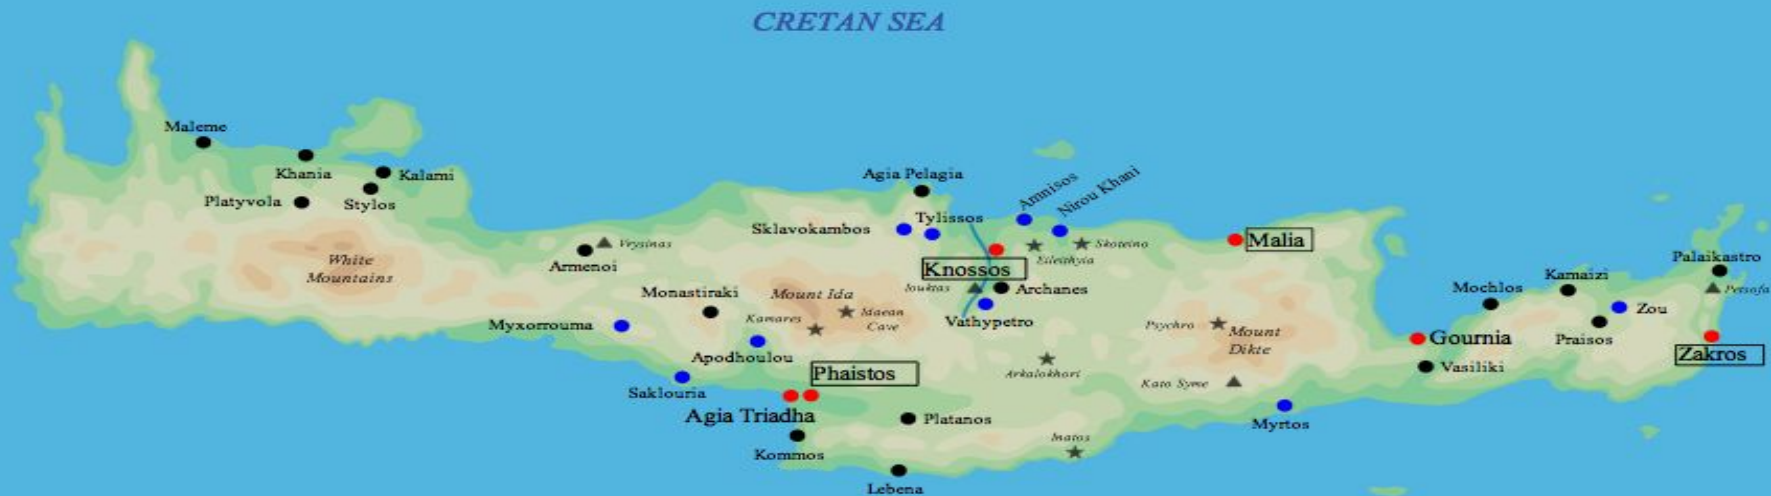 CRETAN SEA
Maleme
Khania
Kalami
Platyvola
Stylos
White
Mountains
Armenoi
Vrysinas
Myxorrouma
Monastiraki
Saklouria
Apodhoulou
Mount Ida
Kamares
Idaean
Cave
Agia Pelagia
Sklavokambos
Tylissos
Amnisos
Nirou Khani
Knossos
Eileithyia
Skoteino
Iouktas
Archanes
Vathypetro
Phaistos
Agia Triadha
Kommos
Platanos
Lebena
Arkalokhori
Inatos
Malia
Psychro
Mount
Dikte
Kato Syme
Myrtos
Gournia
Vasiliki
Mochlos
Kamaizi
Zou
Praisos
Palaikastro
Petsofa
Zakros